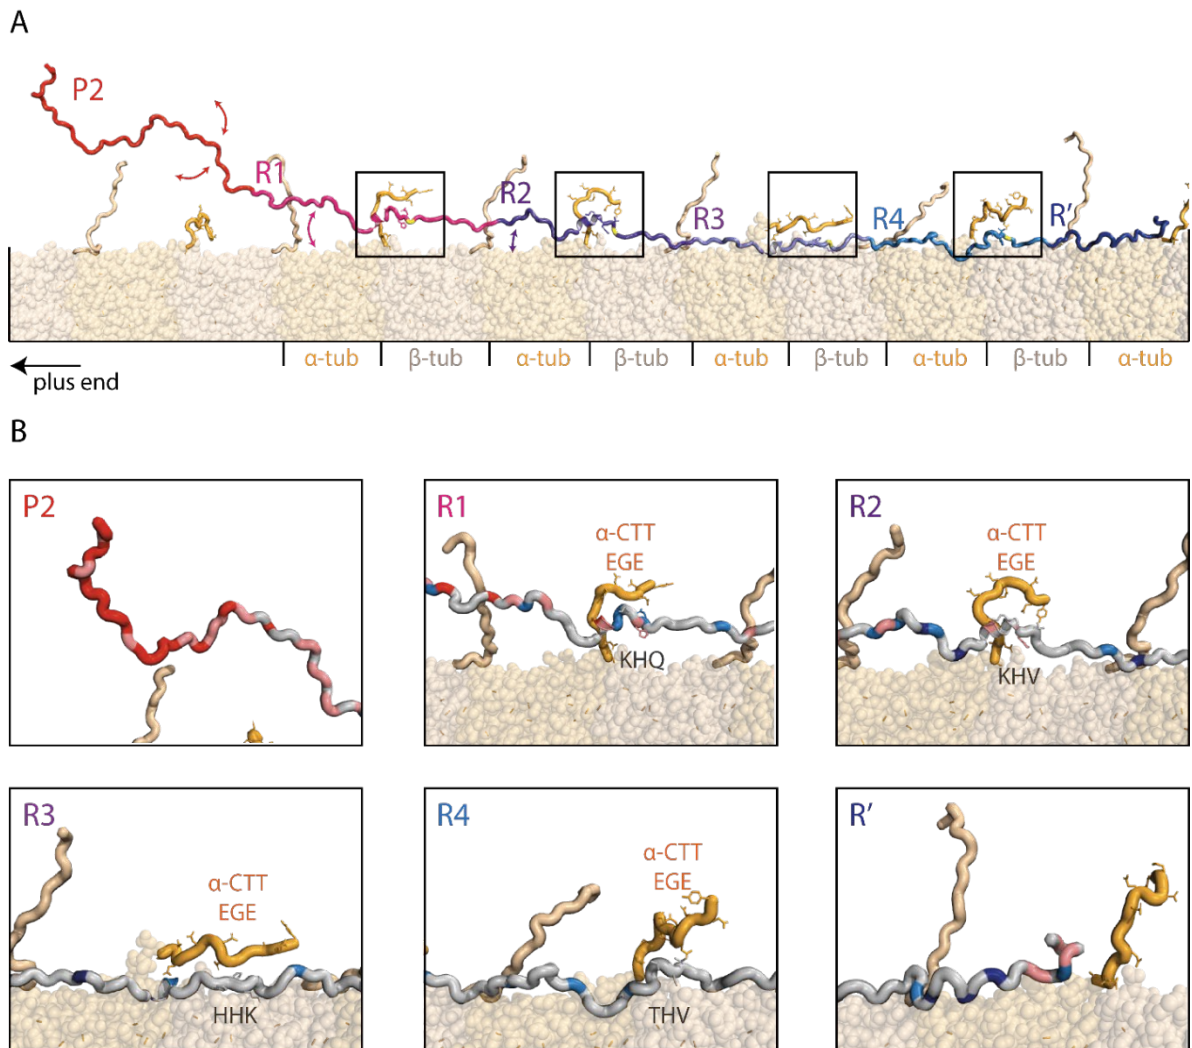 A
P2
R1
R2
R3
R4
R'
α-tub β-tub α-tub β-tub α-tub β-tub α-tub β-tub α-tub
plus end
B
P2
R1
α-CTT
EGE
KHQ
R2
α-CTT
EGE
KHV
R3
α-CTT
EGE
HHK
R4
α-CTT
EGE
THV
R'